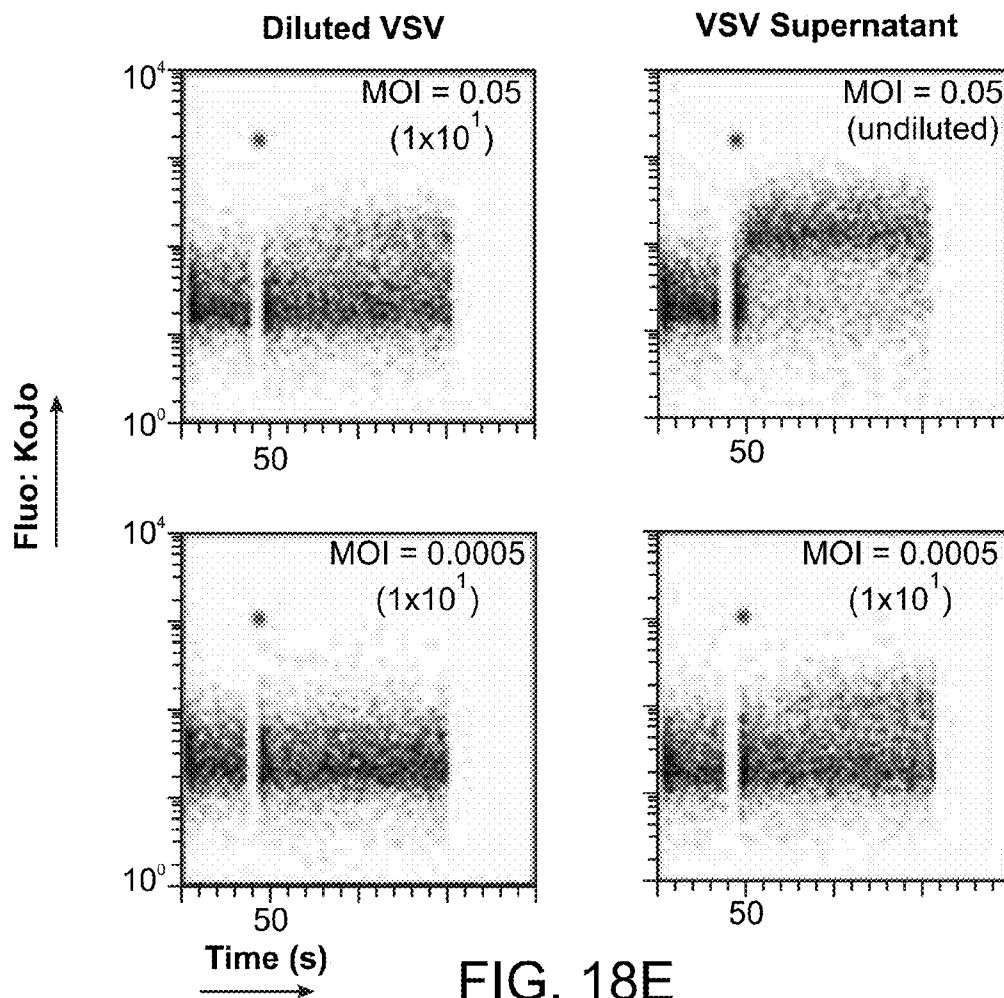 Diluted VSV
VSV Supernatant
10⁴
MOI = 0.05
(1x10¹)
MOI = 0.05
(undiluted)
*
*
10⁰
50
50
Fluo: KoJo
10⁴
MOI = 0.0005
(1x10¹)
MOI = 0.0005
(1x10¹)
*
*
10⁰
50
50
Time (s)
FIG. 18E